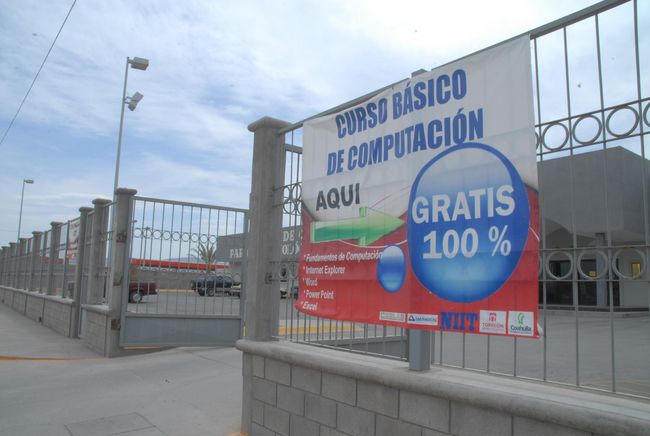 CURSO BÁSICO
DE COMPUTACIÓN
AQUI
GRATIS
100 %
*Fundamentos de Computación
* Internet Explorer
* Word
* Power Point
*Excel
NIIT
TORREÓN
Coahuila